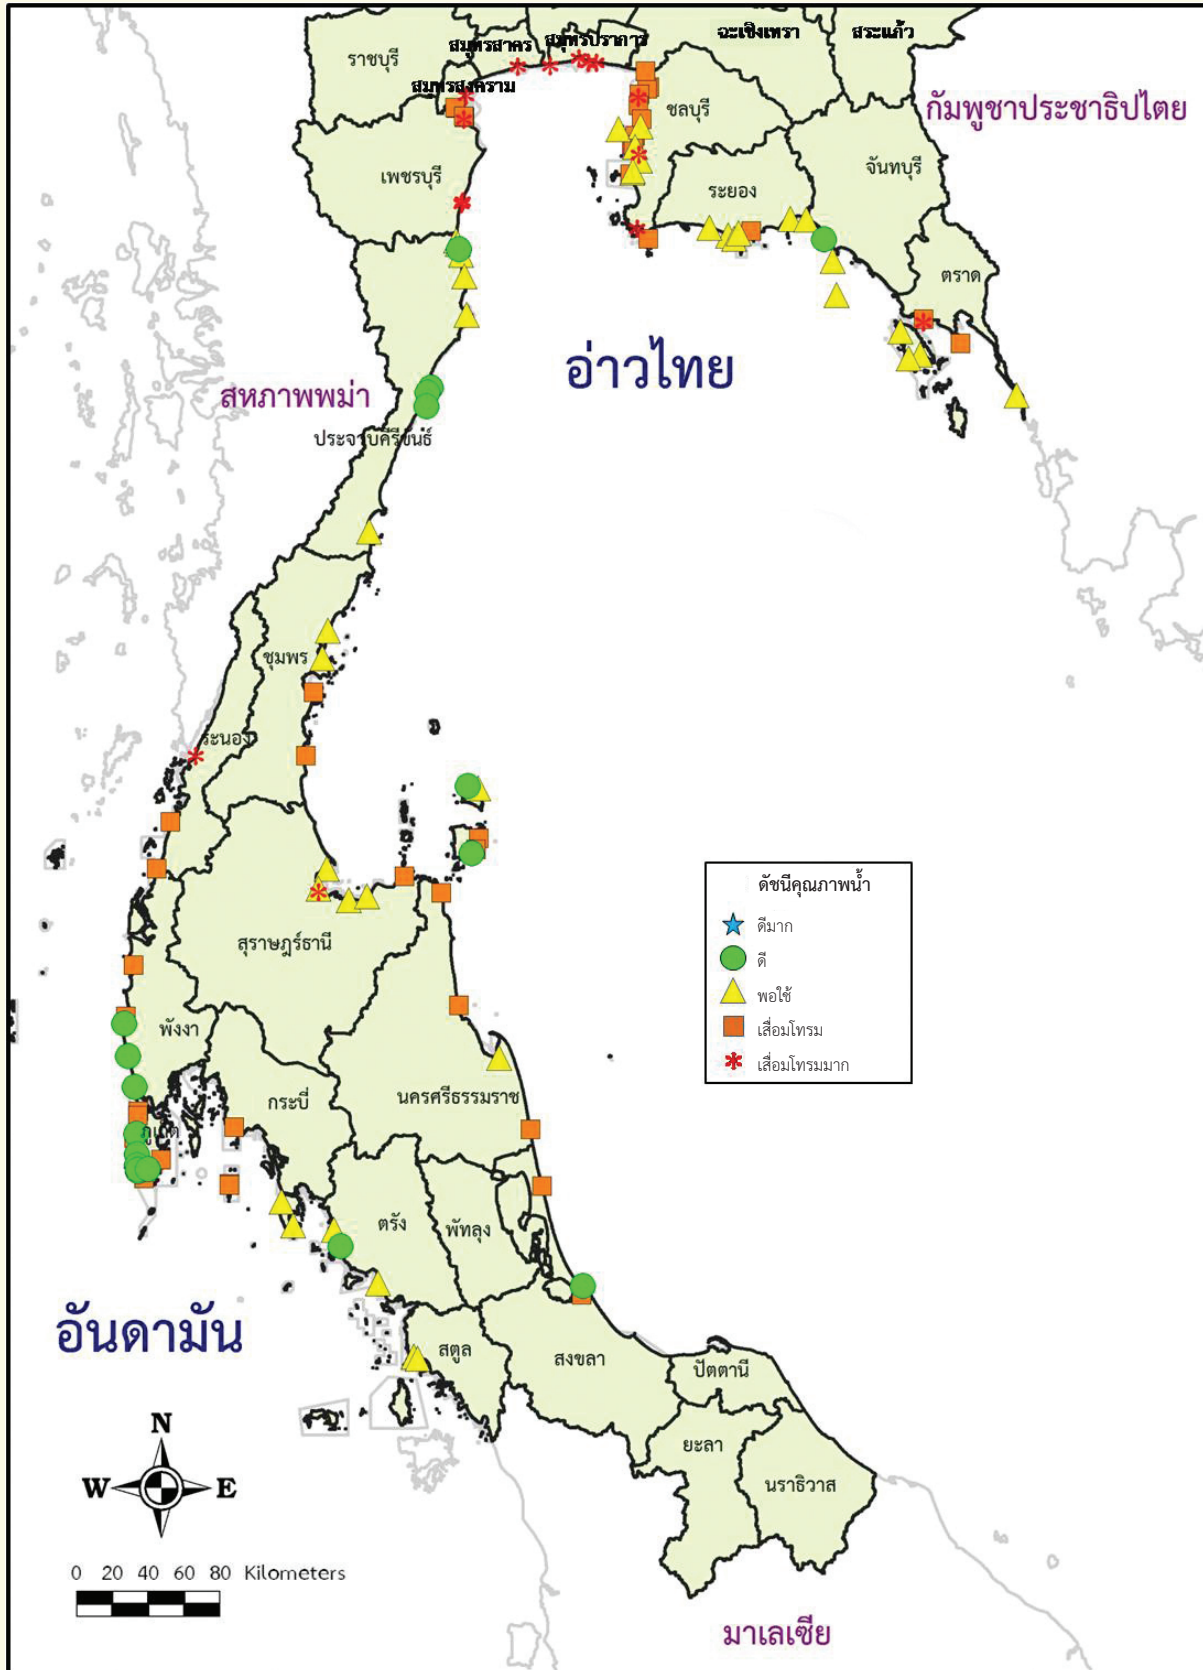 สมุทรสาคร
สมุทรปราการ
ฉะเชิงเทรา
สระแก้ว
ราชบุรี
สมุทรสงคราม
ชลบุรี
กัมพูชาประชาธิปไตย
เพชรบุรี
ระยอง
จันทบุรี
ตราด
อ่าวไทย
สหภาพพม่า
ประจวบคีรีขันธ์
ชุมพร
ระนอง
สุราษฎร์ธานี
พังงา
กระบี่
นครศรีธรรมราช
ภูเก็ต
ตรัง
พัทลุง
อันดามัน
สตูล
สงขลา
ปัตตานี
ยะลา
นราธิวาส
มาเลเซีย
ดัชนีคุณภาพน้ำ
ดีมาก
ดี
พอใช้
เสื่อมโทรม
เสื่อมโทรมมาก
N
W E
S
0 20 40 60 80 Kilometers